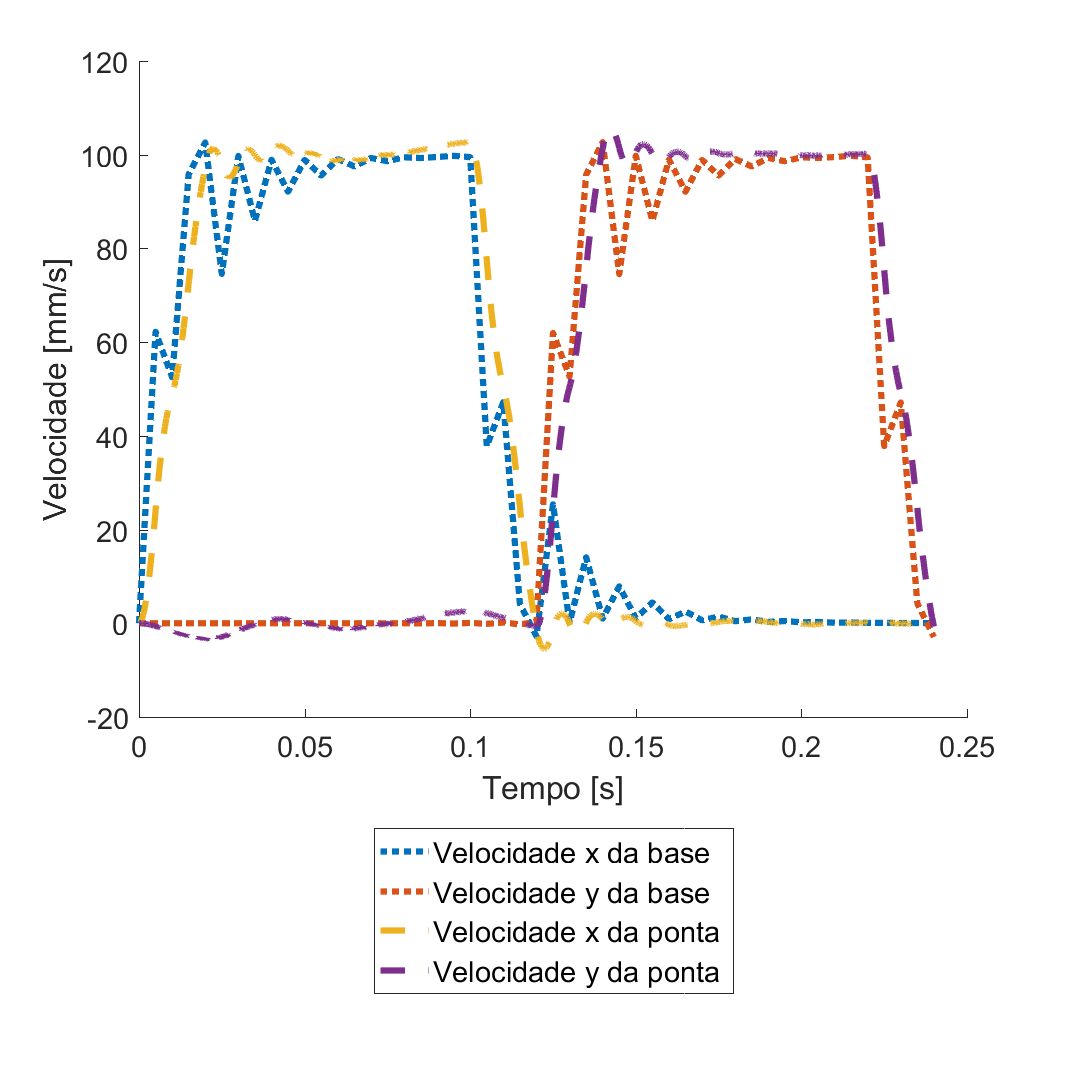 120
100
80
60
40
20
0
-20
Velocidade [mm/s]
0 0.05 0.1 0.15 0.2 0.25
Tempo [s]
Velocidade x da base
Velocidade y da base
Velocidade x da ponta
Velocidade y da ponta